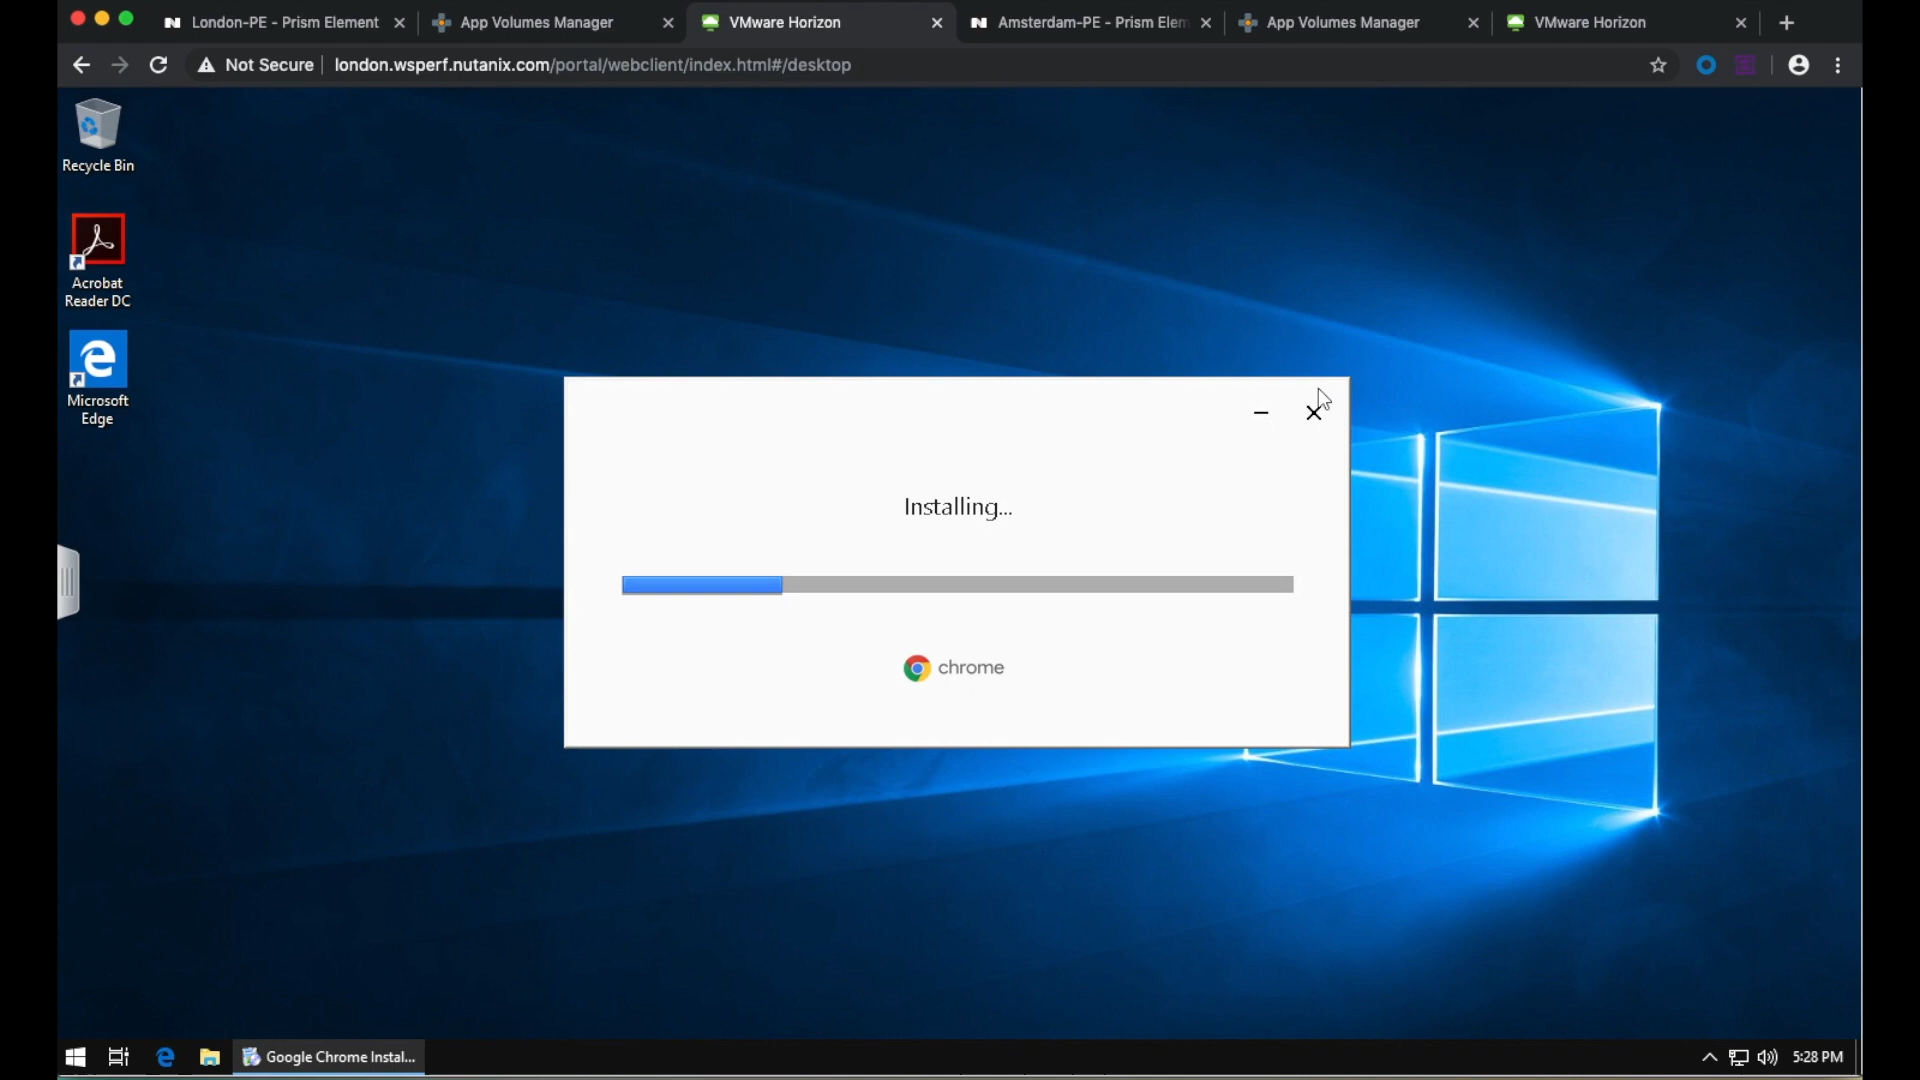 London-PE - Prism Element
App Volumes Manager
VMware Horizon
Amsterdam-PE - Prism Elem
App Volumes Manager
VMware Horizon
Not Secure
london.wsperf.nutanix.com/portal/webclient/index.html#/desktop
Recycle Bin
Acrobat
Reader DC
Microsoft
Edge
Installing...
chrome
Google Chrome Instal...
5:28 PM